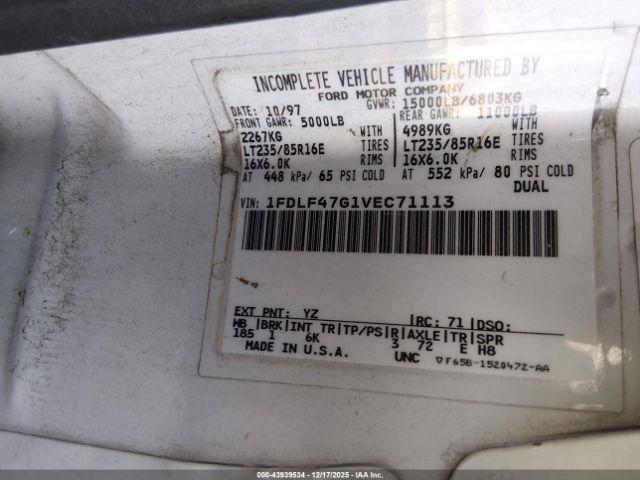 INCOMPLETE VEHICLE MANUFACTURED BY
FORD MOTOR COMPANY
DATE: 10/97 GVWR: 15000LB/6803KG
FRONT GAWR: 5000LB REAR GAWR: 11000LB
2267KG WITH 4989KG WITH
LT235/85R16E TIRES LT235/85R16E TIRES
16X6.0K RIMS 16X6.0K RIMS
AT 448 kPa/ 65 PSI COLD AT 552 kPa/ 80 PSI COLD
DUAL
VIN: 1FDLF47G1VEC71113
EXT PNT: YZ |RC: 71 |DSO:
WB |BRK|INT TR|TP/PS|R|AXLE|TR|SPR
185 1 6K 3 72 E H8
MADE IN U.S.A. UNC ▽F65B-1520472-AA
000-43939534 | 12/17/2025 | IAA Inc.